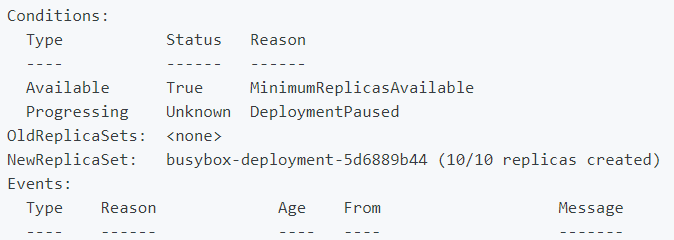 Conditions:
  Type           Status   Reason
  ----           ------   ------
  Available      True     MinimumReplicasAvailable
  Progressing    Unknown  DeploymentPaused
OldReplicaSets:  <none>
NewReplicaSet:   busybox-deployment-5d6889b44 (10/10 replicas created)
Events:
  Type    Reason             Age    From                   Message
  ----    ------             ----   ----                   -------